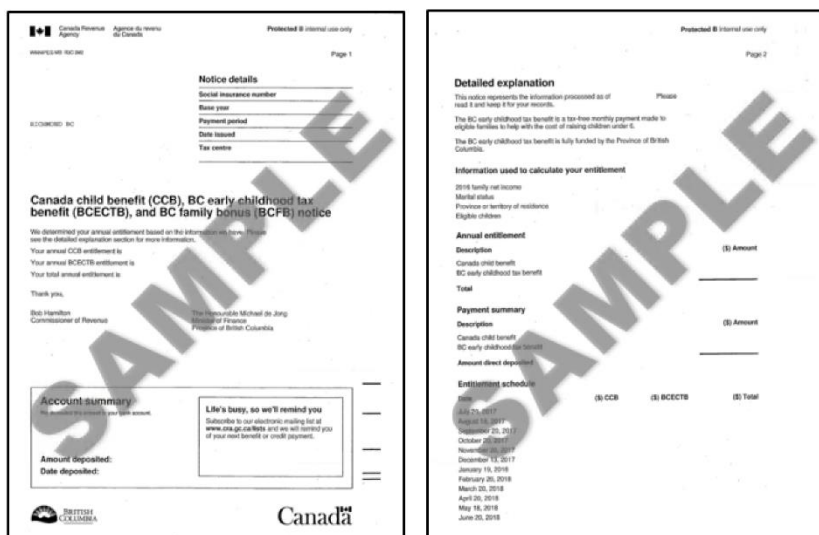 Canada Revenue Agency
Agence du revenu du Canada
Protected B internal use only
Page 1
Notice details
Social insurance number
Base year
Payment period
Date issued
Tax centre
RICHMOND BC
Canada child benefit (CCB), BC early childhood tax
benefit (BCECTB), and BC family bonus (BCFB) notice
We determined your annual entitlement based on the information we have. Please
see the detailed explanation section for more information.
Your annual CCB entitlement is
Your annual BCECTB entitlement is
Your total annual entitlement is
Thank you,
Bob Hamilton
Commissioner of Revenue
The Honourable Michael de Jong
Minister of Finance
Province of British Columbia
Account summary
Amount deposited:
Date deposited:
Life's busy, so we'll remind you
Subscribe to our electronic mailing list at
www.cra.gc.ca/lists and we will remind you
of your next benefit or credit payment.
BRITISH COLUMBIA
Canada
SAMPLE
Protected B internal use only
Page 2
Detailed explanation
This notice represents the information processed as of Please
read it and keep it for your records.
The BC early childhood tax benefit is a tax-free monthly payment made to
eligible families to help with the cost of raising children under 6.
The BC early childhood tax benefit is fully funded by the Province of British
Columbia.
Information used to calculate your entitlement
2016 family net income
Marital status
Province or territory of residence
Eligible children
Annual entitlement
Description ($) Amount
Canada child benefit
BC early childhood tax benefit
Total
Payment summary
Description ($) Amount
Canada child benefit
BC early childhood tax benefit
Amount direct deposited
Entitlement schedule
Date ($) CCB ($) BCECTB ($) Total
July 20, 2017
August 18, 2017
September 20, 2017
October 20, 2017
November 20, 2017
December 13, 2017
January 19, 2018
February 20, 2018
March 20, 2018
April 20, 2018
May 18, 2018
June 20, 2018
SAMPLE